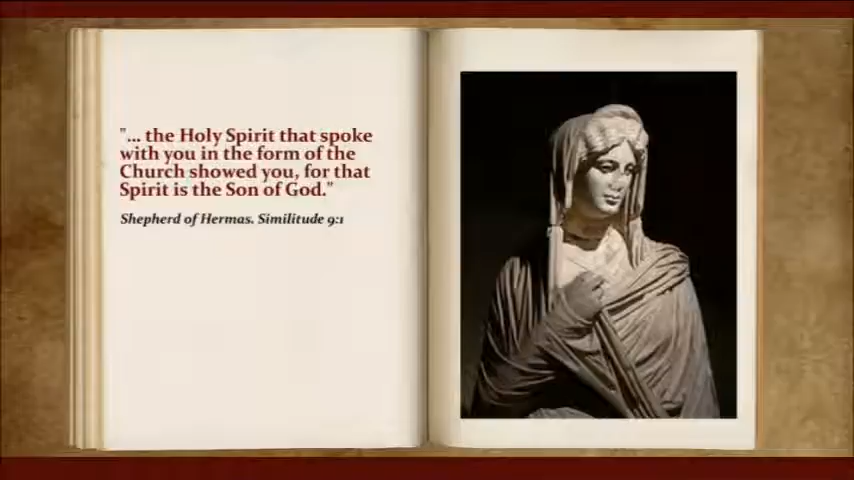 "... the Holy Spirit that spoke
with you in the form of the
Church showed you, for that
Spirit is the Son of God."
Shepherd of Hermas. Similitude 9:1